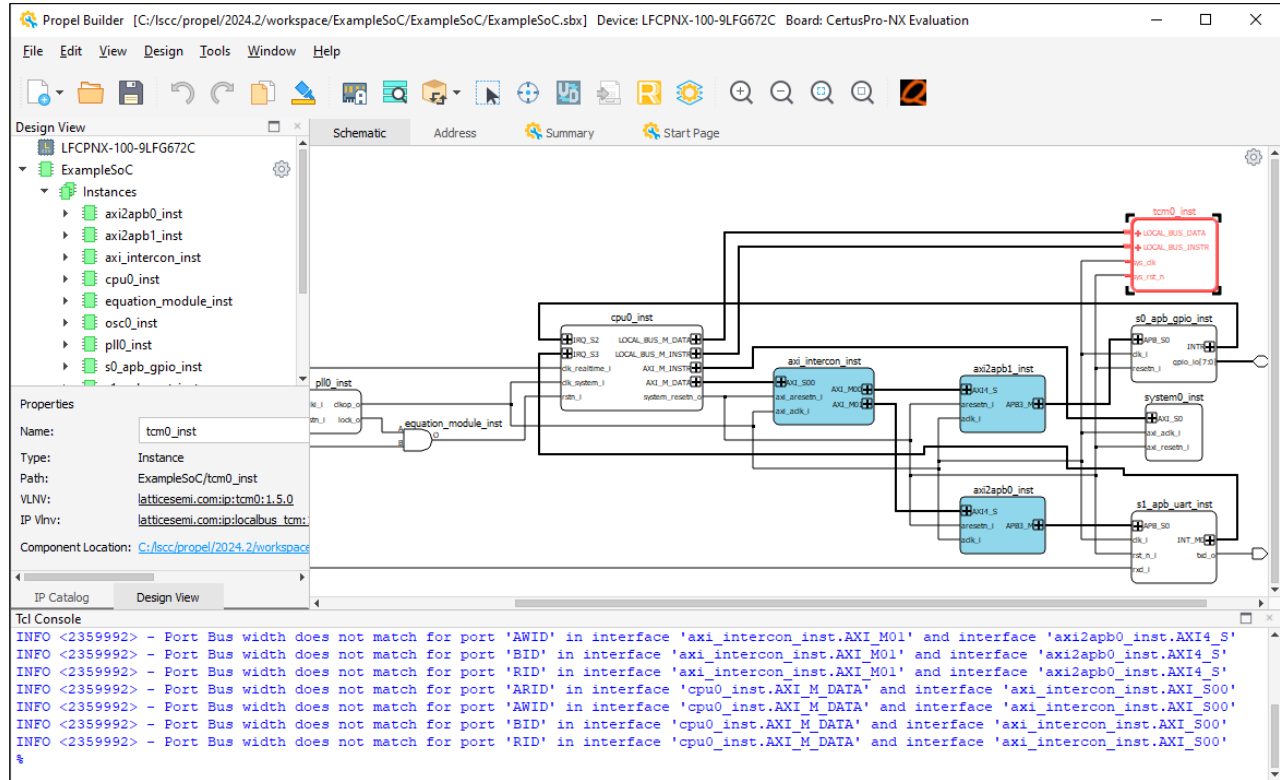 Propel Builder [C:/lscc/propel/2024.2/workspace/ExampleSoC/ExampleSoC/ExampleSoC.sbx] Device: LFCPNX-100-9LFG672C Board: CertusPro-NX Evaluation
File Edit View Design Tools Window Help
Design View
Schematic Address Summary Start Page
LFCPNX-100-9LFG672C
ExampleSoC
Instances
axi2apb0_inst
axi2apb1_inst
axi_intercon_inst
cpu0_inst
equation_module_inst
osc0_inst
pll0_inst
s0_apb_gpio_inst
Properties
Name: tcm0_inst
Type: Instance
Path: ExampleSoC/tcm0_inst
VLNV: latticesemi.com:ip:tcm0:1.5.0
IP Vlnv: latticesemi.com:ip:localbus_tcm:
Component Location: C:/lscc/propel/2024.2/workspace
IP Catalog Design View
tcm0_inst
LOCAL_BUS_DATA
LOCAL_BUS_INSTR
sys_clk
sys_rst_n
cpu0_inst
IRQ_S2 LOCAL_BUS_M_DATA
IRQ_S3 LOCAL_BUS_M_INSTR
clk_realtime_i AXI_M_INSTR
clk_system_i AXI_M_DATA
rstn_i system_resetn_o
s0_apb_gpio_inst
APB_S0
INTR
clk_i
gpio_io[7:0]
resetn_i
pll0_inst
clkop_o
lock_o
equation_module_inst
A
B
O
axi_intercon_inst
AXI_S00 AXI_M00
axi_aresetn_i AXI_M01
axi_aclk_i
axi2apb1_inst
AXI4_S
aresetn_i APB3_M
aclk_i
system0_inst
AXI_S0
axi_aclk_i
axi_resetn_i
axi2apb0_inst
AXI4_S
aresetn_i APB3_M
aclk_i
s1_apb_uart_inst
APB_S0
clk_i INT_M0
rst_n_i txd_o
rxd_i
Tcl Console
INFO <2359992> - Port Bus width does not match for port 'AWID' in interface 'axi_intercon_inst.AXI_M01' and interface 'axi2apb0_inst.AXI4_S'
INFO <2359992> - Port Bus width does not match for port 'BID' in interface 'axi_intercon_inst.AXI_M01' and interface 'axi2apb0_inst.AXI4_S'
INFO <2359992> - Port Bus width does not match for port 'RID' in interface 'axi_intercon_inst.AXI_M01' and interface 'axi2apb0_inst.AXI4_S'
INFO <2359992> - Port Bus width does not match for port 'ARID' in interface 'cpu0_inst.AXI_M_DATA' and interface 'axi_intercon_inst.AXI_S00'
INFO <2359992> - Port Bus width does not match for port 'AWID' in interface 'cpu0_inst.AXI_M_DATA' and interface 'axi_intercon_inst.AXI_S00'
INFO <2359992> - Port Bus width does not match for port 'BID' in interface 'cpu0_inst.AXI_M_DATA' and interface 'axi_intercon_inst.AXI_S00'
INFO <2359992> - Port Bus width does not match for port 'RID' in interface 'cpu0_inst.AXI_M_DATA' and interface 'axi_intercon_inst.AXI_S00'
%